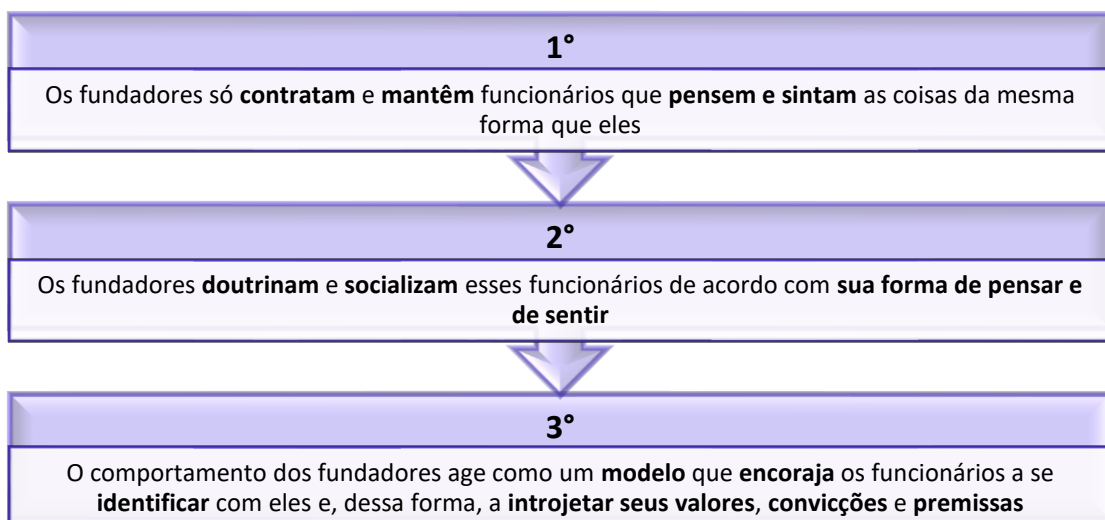 1°
Os fundadores só contratam e mantêm funcionários que pensem e sintam as coisas da mesma
forma que eles
2°
Os fundadores doutrinam e socializam esses funcionários de acordo com sua forma de pensar e
de sentir
3°
O comportamento dos fundadores age como um modelo que encoraja os funcionários a se
identificar com eles e, dessa forma, a introjetar seus valores, convicções e premissas